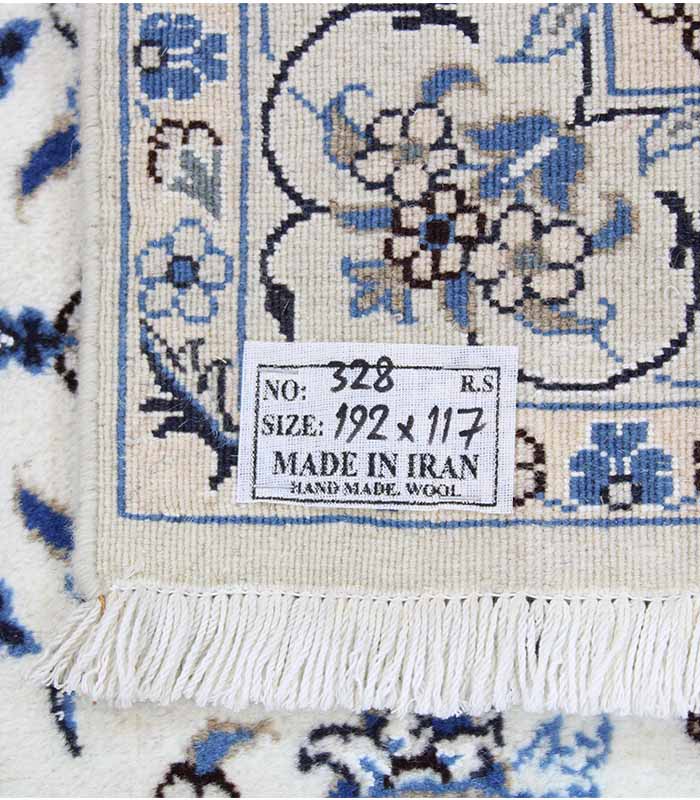 NO: 328 R.S
SIZE: 192 x 117
MADE IN IRAN
HAND MADE. WOOL